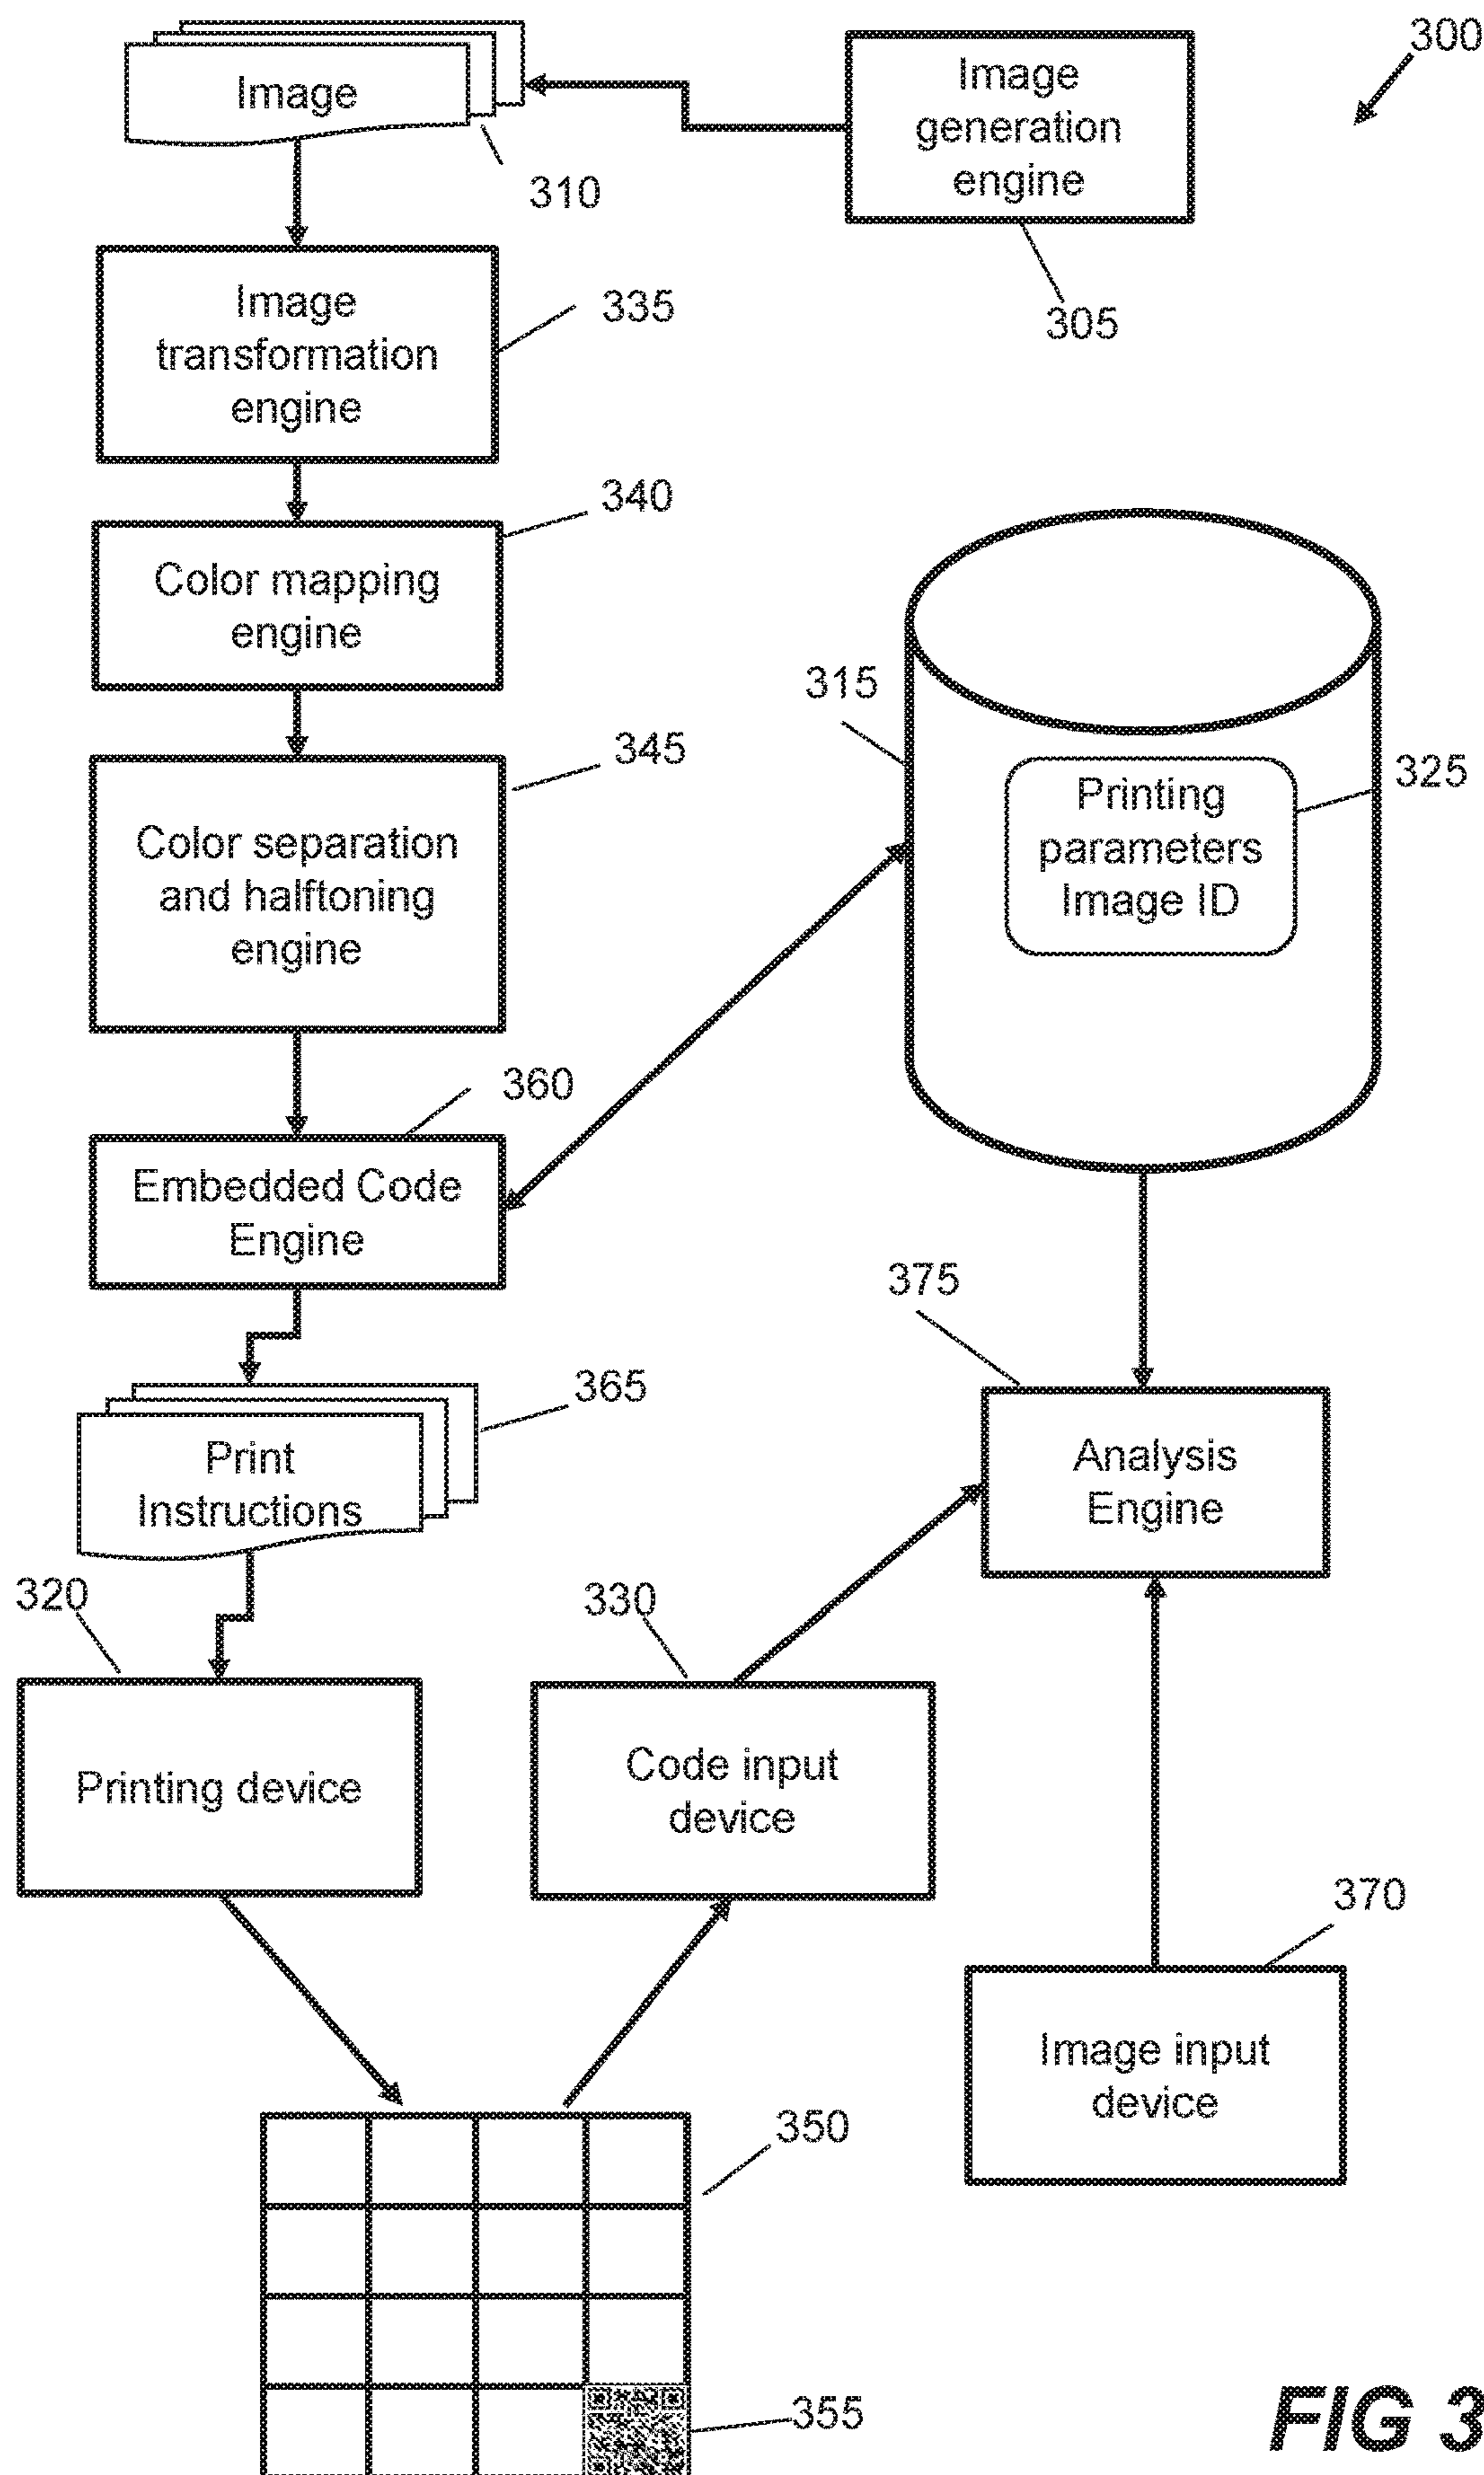 300
Image
310
Image
generation
engine
305
Image
transformation
engine
335
340
Color mapping
engine
315
345
Color separation
and halftoning
engine
Printing
parameters
Image ID
325
360
Embedded Code
Engine
375
365
Print
Instructions
Analysis
Engine
320
330
Printing device
Code input
device
370
Image input
device
350
355
FIG 3